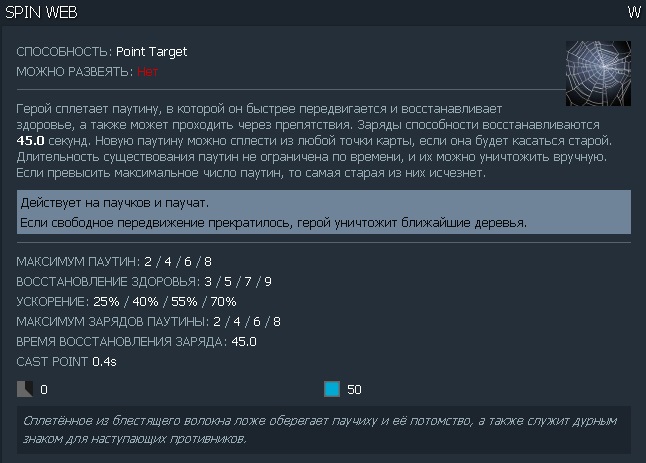 SPIN WEB W
СПОСОБНОСТЬ: Point Target
МОЖНО РАЗВЕЯТЬ: Нет
Герой сплетает паутину, в которой он быстрее передвигается и восстанавливает
здоровье, а также может проходить через препятствия. Заряды способности восстанавливаются
45.0 секунд. Новую паутину можно сплести из любой точки карты, если она будет касаться старой.
Длительность существования паутин не ограничена по времени, и их можно уничтожить вручную.
Если превысить максимальное число паутин, то самая старая из них исчезнет.
Действует на паучков и паучат.
Если свободное передвижение прекратилось, герой уничтожит ближайшие деревья.
МАКСИМУМ ПАУТИН: 2 / 4 / 6 / 8
ВОССТАНОВЛЕНИЕ ЗДОРОВЬЯ: 3 / 5 / 7 / 9
УСКОРЕНИЕ: 25% / 40% / 55% / 70%
МАКСИМУМ ЗАРЯДОВ ПАУТИНЫ: 2 / 4 / 6 / 8
ВРЕМЯ ВОССТАНОВЛЕНИЯ ЗАРЯДА: 45.0
CAST POINT 0.4s
0 50
Сплетённое из блестящего волокна ложе оберегает паучиху и её потомство, а также служит дурным
знаком для наступающих противников.